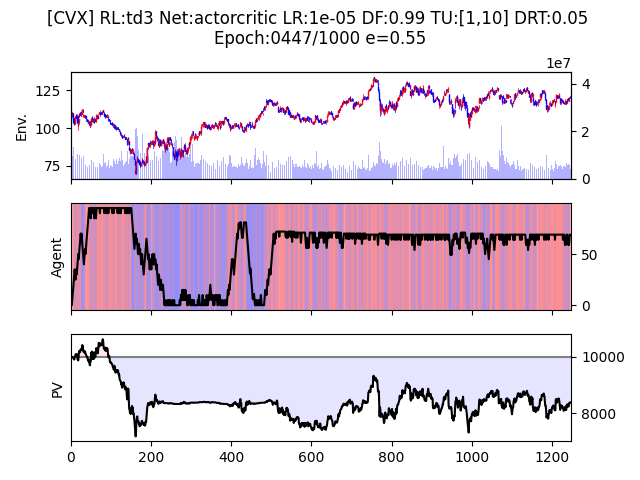 [CVX] RL:td3 Net:actorcritic LR:1e-05 DF:0.99 TU:[1,10] DRT:0.05
Epoch:0447/1000 e=0.55
1e7
125
100
75
Env.
4
2
0
Agent
50
0
PV
10000
8000
0
200
400
600
800
1000
1200